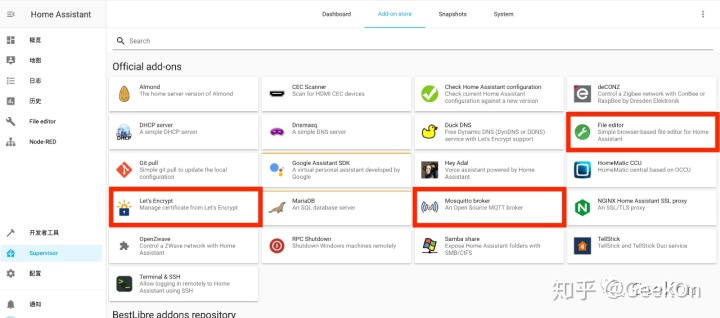 Home Assistant
Dashboard
Add-on store
Snapshots
System
概览
地图
日志
历史
File editor
Node-RED
开发者工具
Supervisor
配置
通知
Search
Official add-ons
Almond
The home server version of Almond
CEC Scanner
Scan for HDMI CEC devices
Check Home Assistant configuration
Check current Home Assistant
configuration against a new version
deCONZ
Control a Zigbee network with ConBee or
RaspBee by Dresden Elektronik
DHCP server
A simple DHCP server
Dnsmasq
A simple DNS server
Duck DNS
Free Dynamic DNS (DynDNS or DDNS)
service with Let's Encrypt support
File editor
Simple browser-based file editor for Home
Assistant
Git pull
Simple git pull to update the local
configuration
Google Assistant SDK
A virtual personal assistant developed by
Google
Hey Ada!
Voice assistant powered by Home
Assistant
HomeMatic CCU
HomeMatic central based on OCCU
Let's Encrypt
Manage certificate from Let's Encrypt
MariaDB
An SQL database server
Mosquitto broker
An Open Source MQTT broker
NGINX Home Assistant SSL proxy
An SSL/TLS proxy
OpenZwave
Control a ZWave network with Home
Assistant
RPC Shutdown
Shutdown Windows machines remotely
Samba share
Expose Home Assistant folders with
SMB/CIFS
TellStick
TellStick and TellStick Duo service
Terminal & SSH
Allow logging in remotely to Home
Assistant using SSH
知乎 @GeekOn
BestLibre addons repository